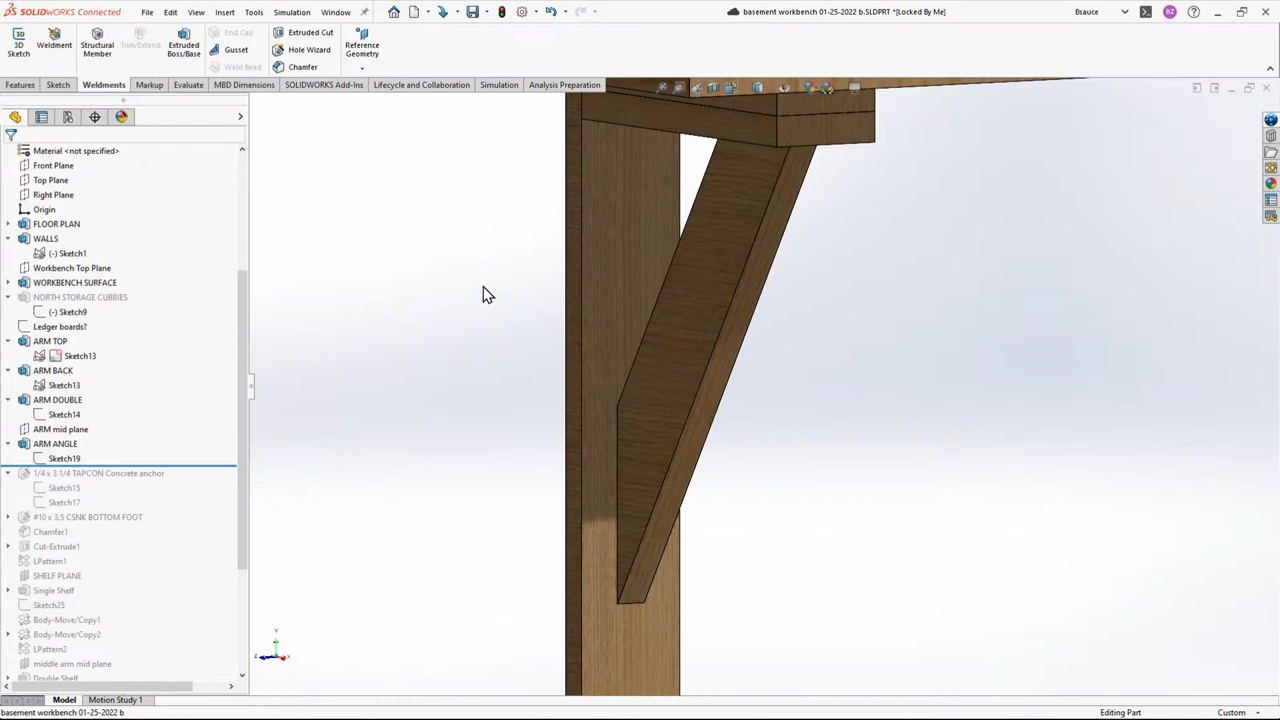 SOLIDWORKS Connected
File Edit View Insert Tools Simulation Window
basement workbench 01-25-2022 b.SLDPRT *[Locked By Me]
Bsauce
BZ
3D Sketch
Weldment
Structural Member
Trim/Extend
Extruded Boss/Base
End Cap
Gusset
Weld Bead
Extruded Cut
Hole Wizard
Chamfer
Reference Geometry
Features Sketch Weldments Markup Evaluate MBD Dimensions SOLIDWORKS Add-Ins Lifecycle and Collaboration Simulation Analysis Preparation
Material <not specified>
Front Plane
Top Plane
Right Plane
Origin
FLOOR PLAN
WALLS
(-) Sketch1
Workbench Top Plane
WORKBENCH SURFACE
NORTH STORAGE CUBBIES
(-) Sketch9
Ledger boards?
ARM TOP
Sketch13
ARM BACK
Sketch13
ARM DOUBLE
Sketch14
ARM mid plane
ARM ANGLE
Sketch19
1/4 x 3 1/4 TAPCON Concrete anchor
Sketch15
Sketch17
#10 x 3.5 CSNK BOTTOM FOOT
Chamfer1
Cut-Extrude1
LPattern1
SHELF PLANE
Single Shelf
Sketch25
Body-Move/Copy1
Body-Move/Copy2
LPattern2
middle arm mid plane
Double Shelf
Y
Z
X
Model Motion Study 1
basement workbench 01-25-2022 b
Editing Part
Custom